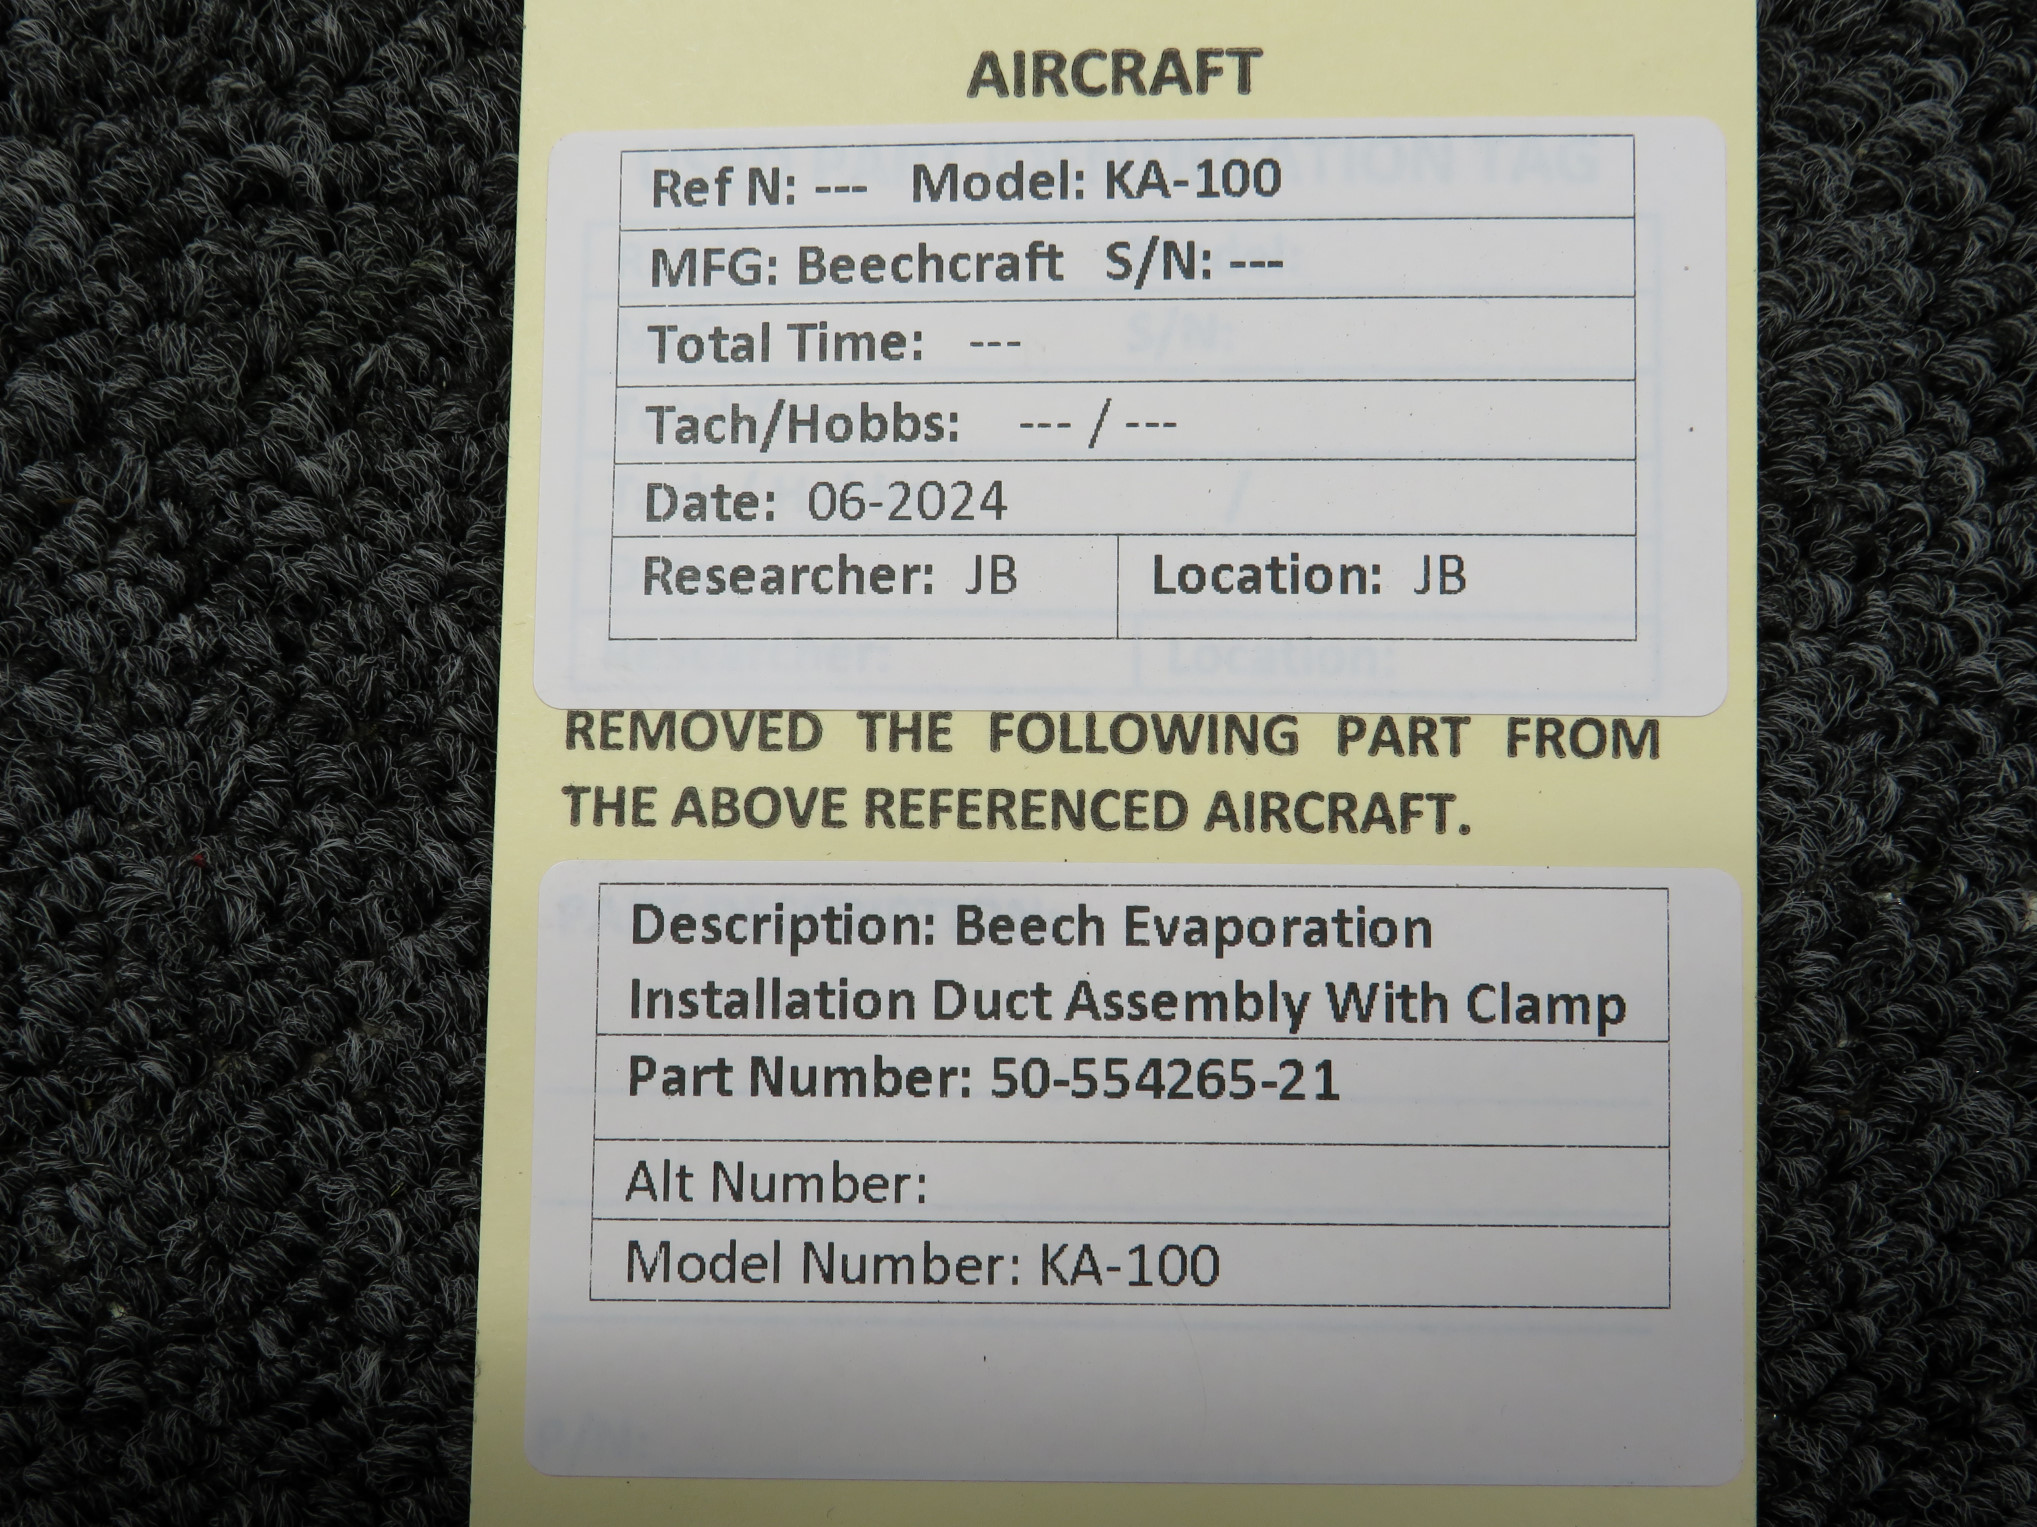 AIRCRAFT
Ref N: --- Model: KA-100
MFG: Beechcraft S/N: ---
Total Time: ---
Tach/Hobbs: --- / ---
Date: 06-2024
Researcher: JB Location: JB
REMOVED THE FOLLOWING PART FROM
THE ABOVE REFERENCED AIRCRAFT.
Description: Beech Evaporation
Installation Duct Assembly With Clamp
Part Number: 50-554265-21
Alt Number:
Model Number: KA-100